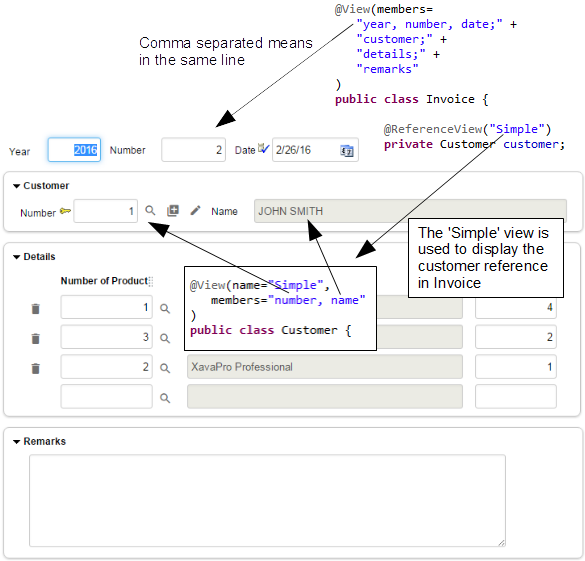 @View(members=
"year, number, date;" +
"customer;" +
"details;" +
"remarks"
)
public class Invoice {
@ReferenceView("Simple")
private Customer customer;
Comma separated means
in the same line
Year 2016 Number 2 Date 2/26/16
Customer
Number 1 Name JOHN SMITH
The 'Simple' view is
used to display the
customer reference
in Invoice
Details
Number of Product
@View(name="Simple",
members="number, name"
)
public class Customer {
1 4
3 2
2 XavaPro Professional 1
Remarks